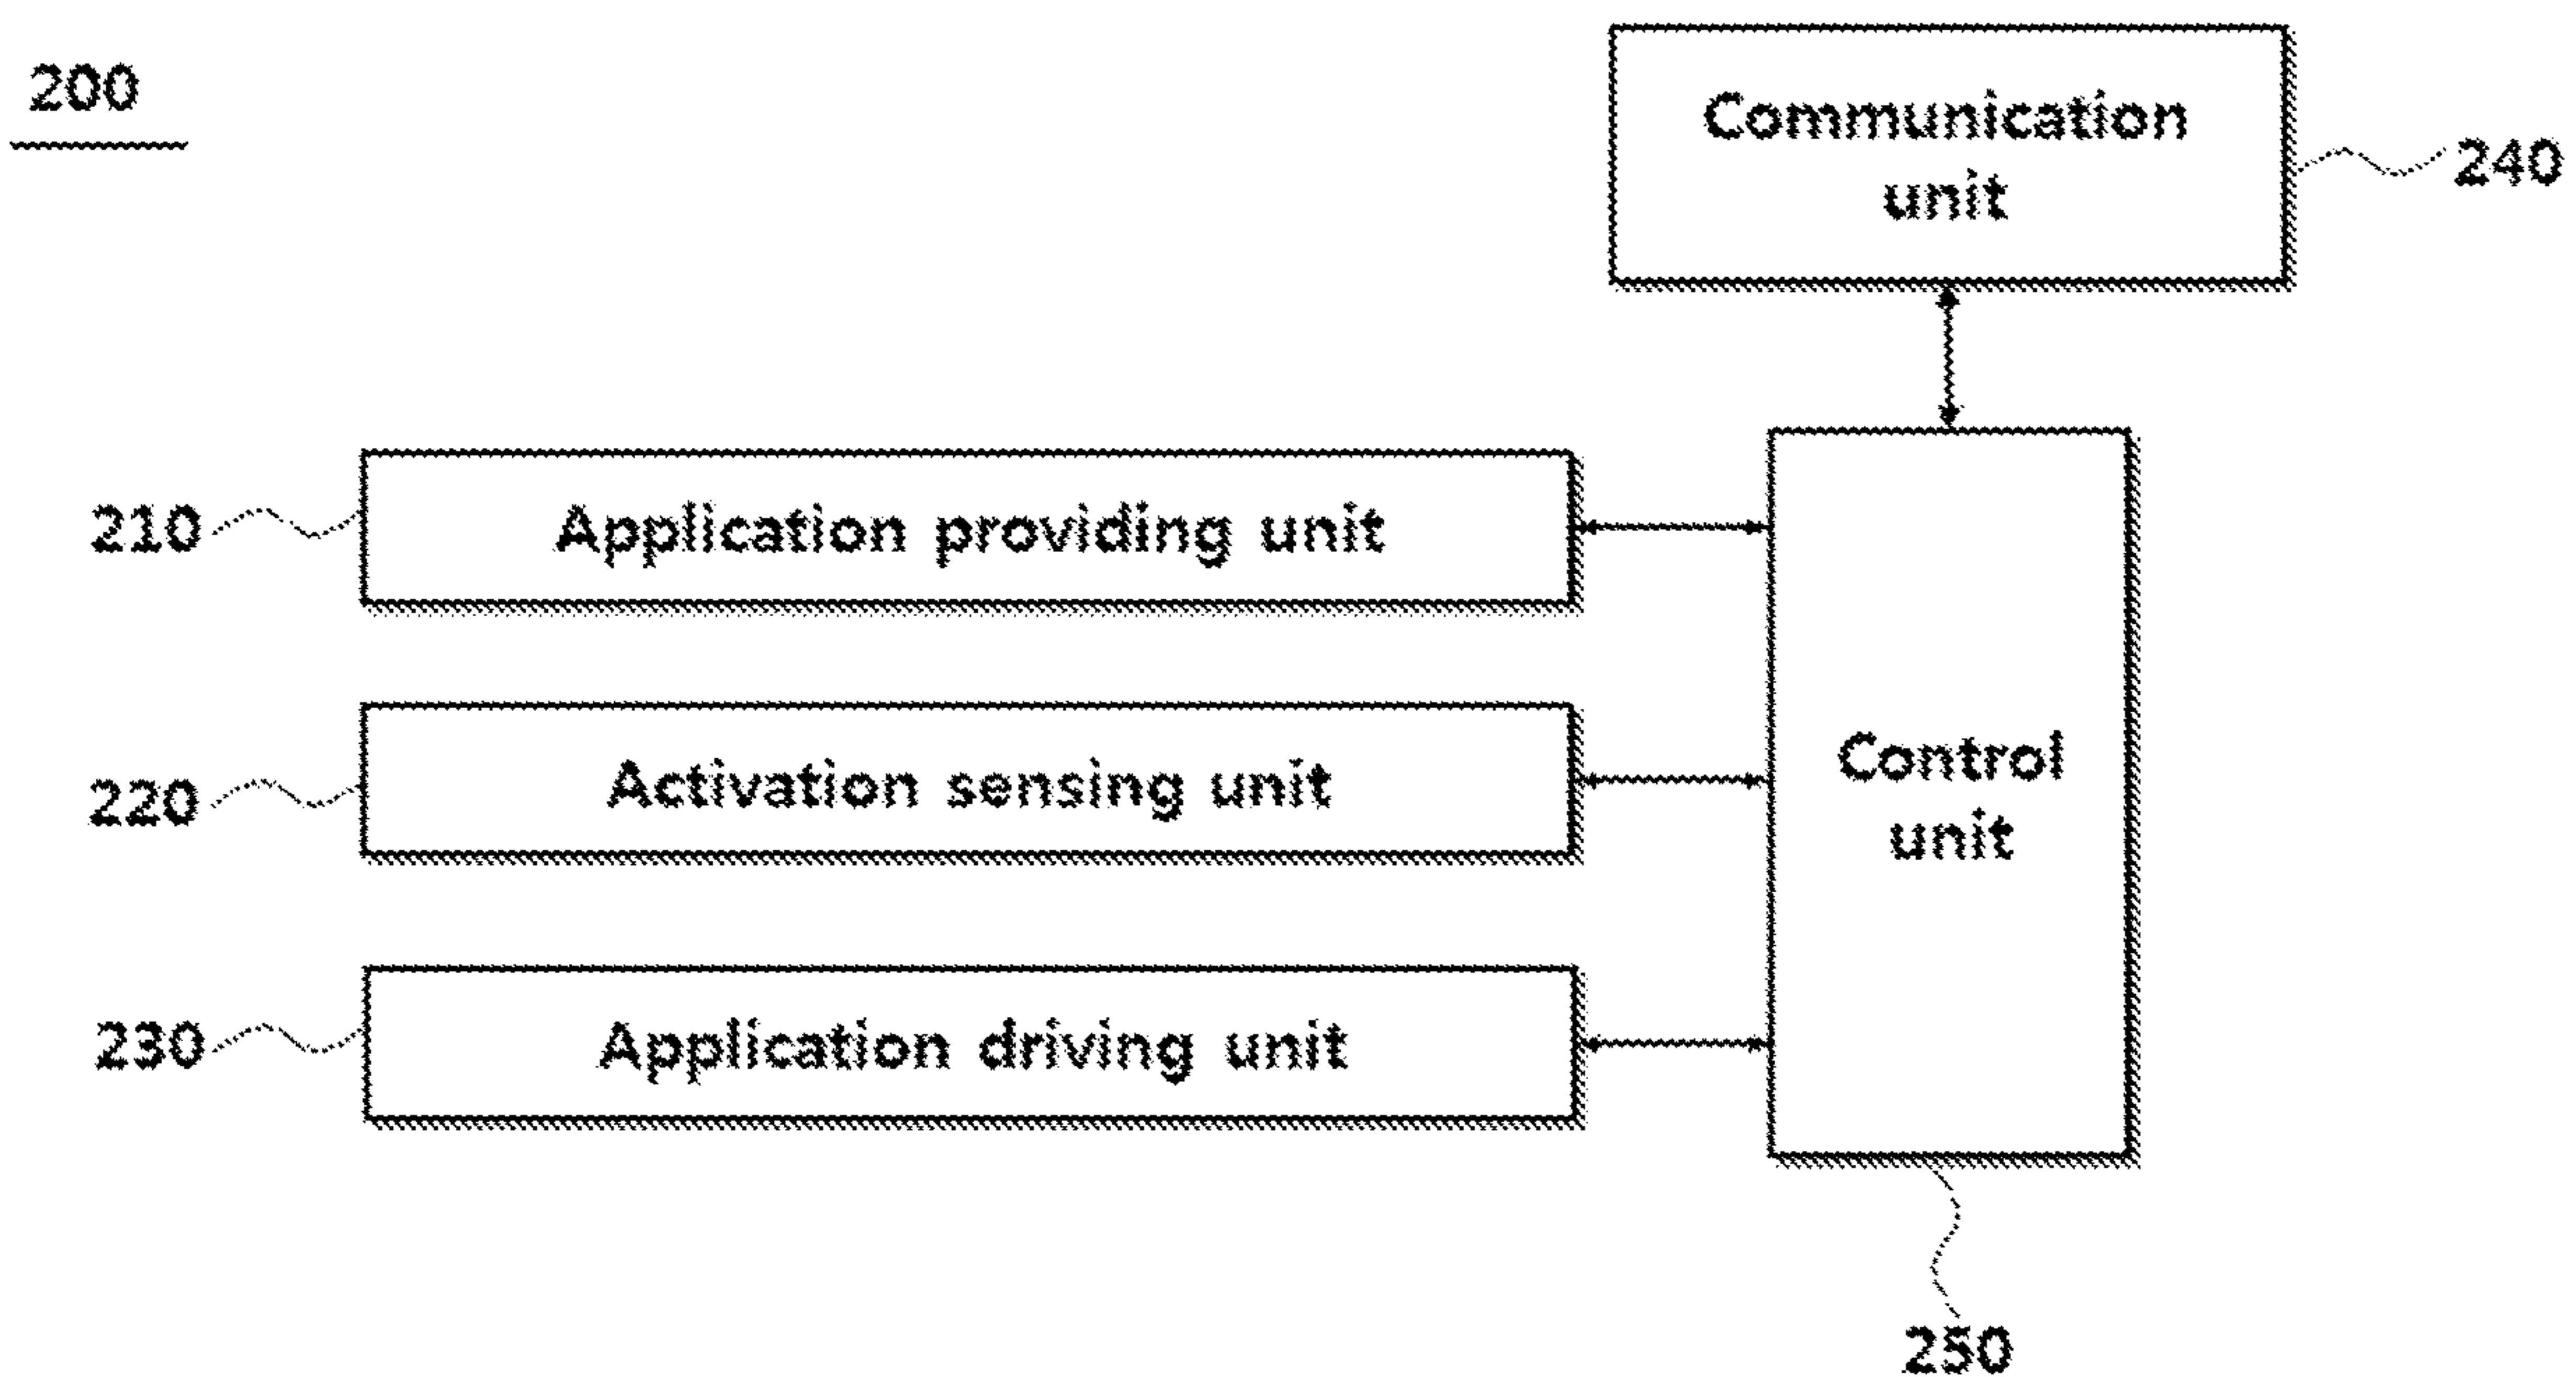 200
Communication
unit
240
210
Application providing unit
220
Activation sensing unit
Control
unit
230
Application driving unit
250